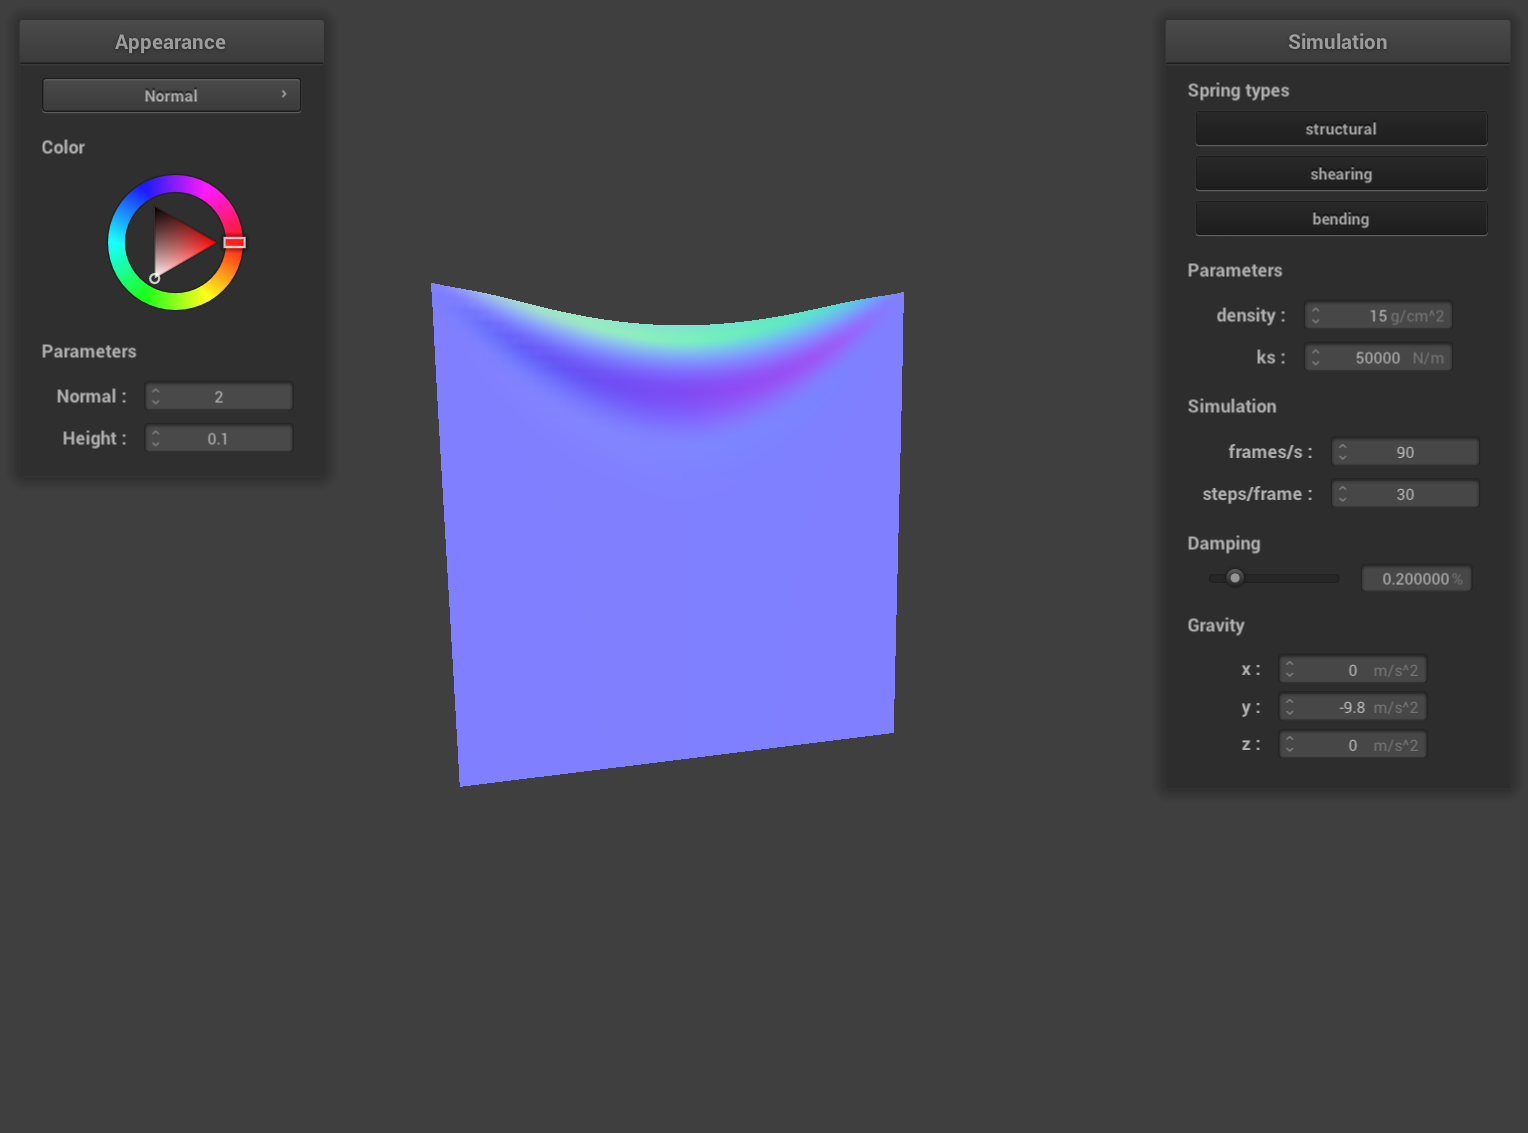 Appearance
Normal
Color
Parameters
Normal : 2
Height : 0.1
Simulation
Spring types
structural
shearing
bending
Parameters
density : 15 g/cm^2
ks : 50000 N/m
Simulation
frames/s : 90
steps/frame : 30
Damping
0.200000 %
Gravity
x : 0 m/s^2
y : -9.8 m/s^2
z : 0 m/s^2